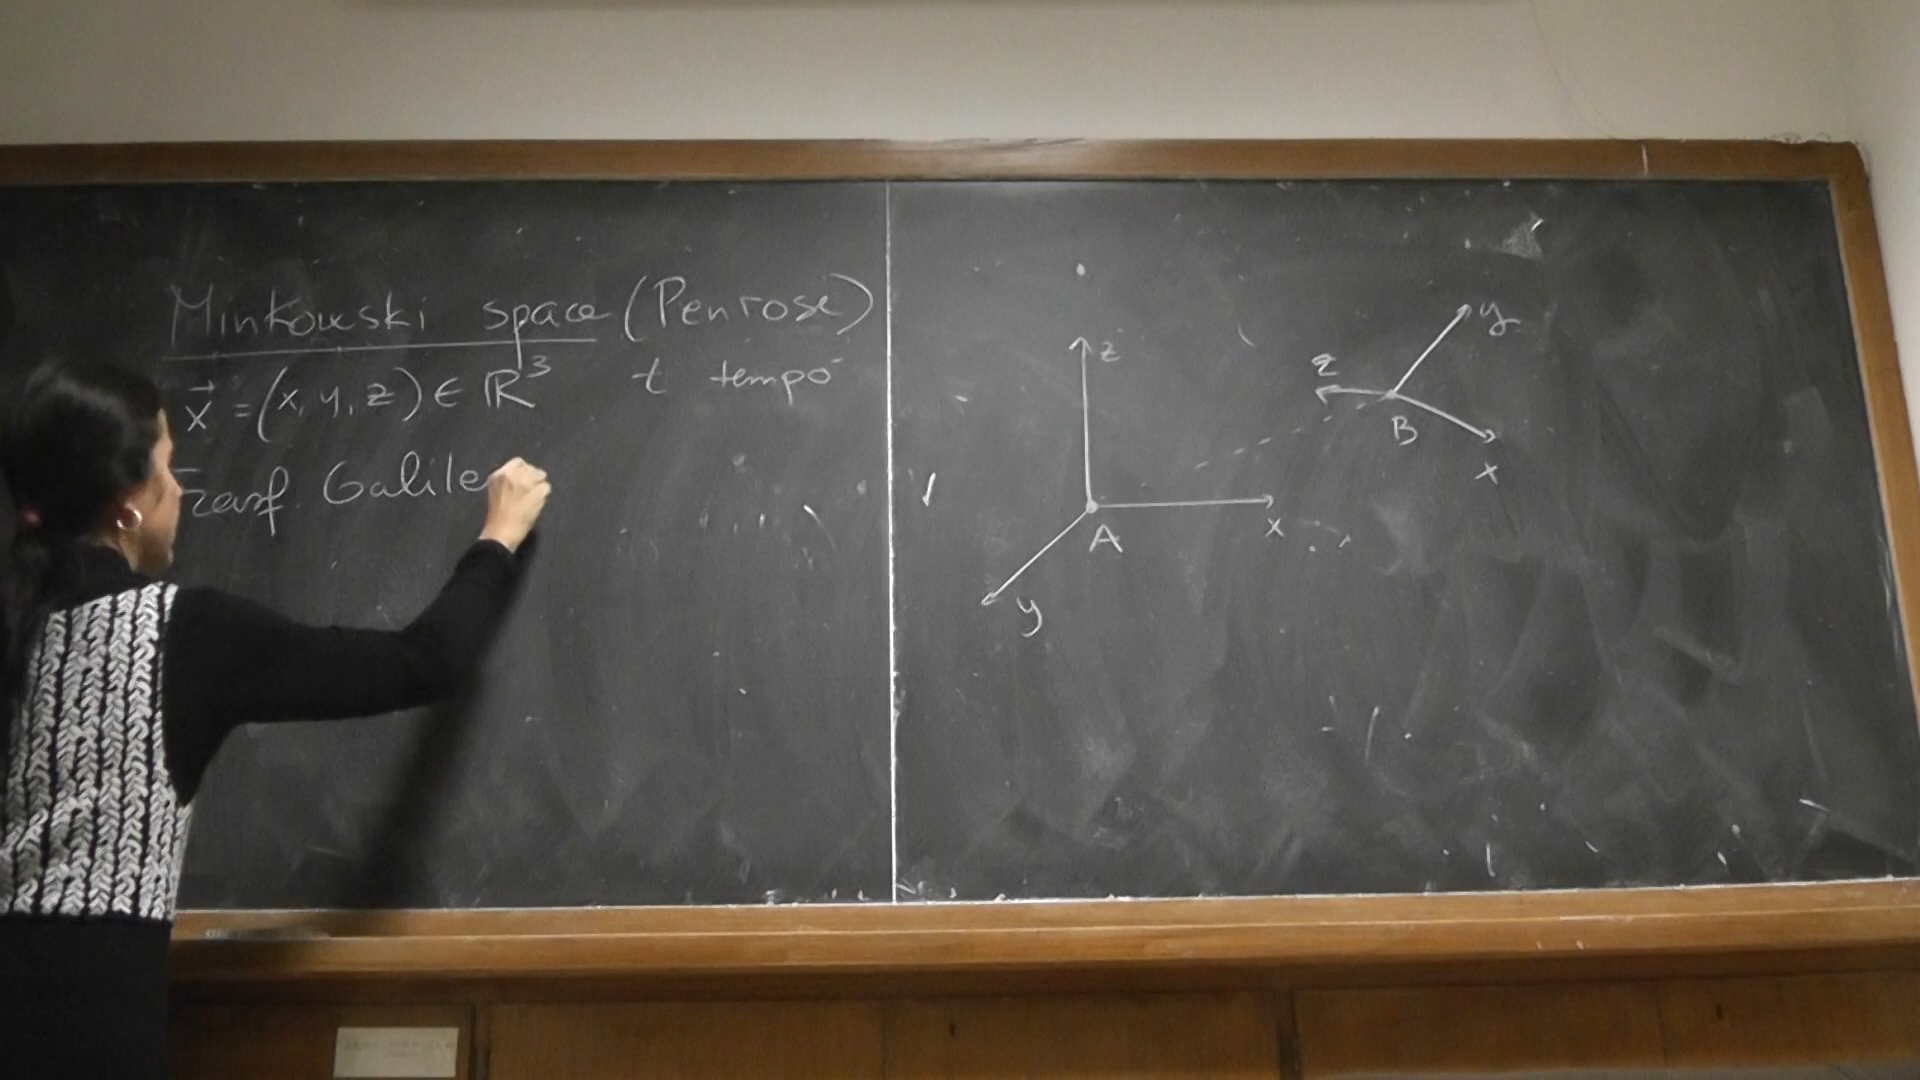 Minkowski space (Penrose)
x⃗ = (x, y, z) ∈ ℝ³ t tempo
Trasf. Galile
z
x
y
A
z
y
x
B